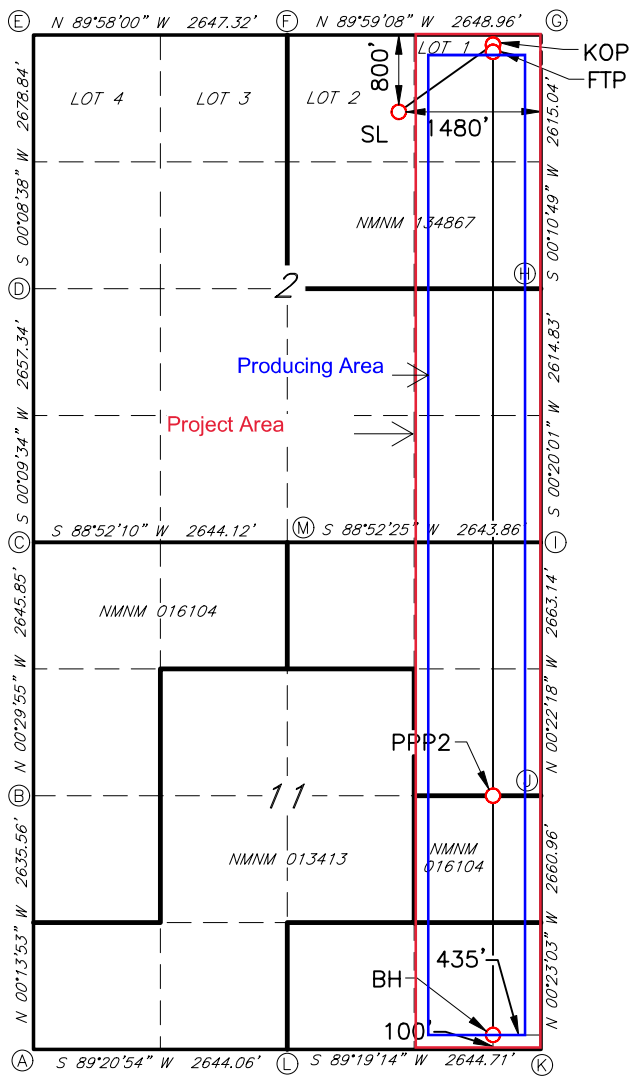 E N 89°58'00" W 2647.32' F N 89°59'08" W 2648.96' G
LOT 1
KOP
FTP
800'
LOT 4 LOT 3 LOT 2
SL
1480'
S 00°08'38" W 2678.84'
S 00°10'49" W 2615.04'
NMNM 134867
D 2 H
Producing Area
Project Area
S 00°09'34" W 2657.34'
S 00°20'01" W 2614.83'
S 88°52'10" W 2644.12' M S 88°52'25" W 2643.86'
C I
NMNM 016104
N 00°29'55" W 2645.85'
N 00°22'18" W 2663.14'
PPP2
B 11 J
NMNM 013413
NMNM
016104
N 00°13'53" W 2635.56'
N 00°23'03" W 2660.96'
435'
BH
100'
A S 89°20'54" W 2644.06' L S 89°19'14" W 2644.71' K